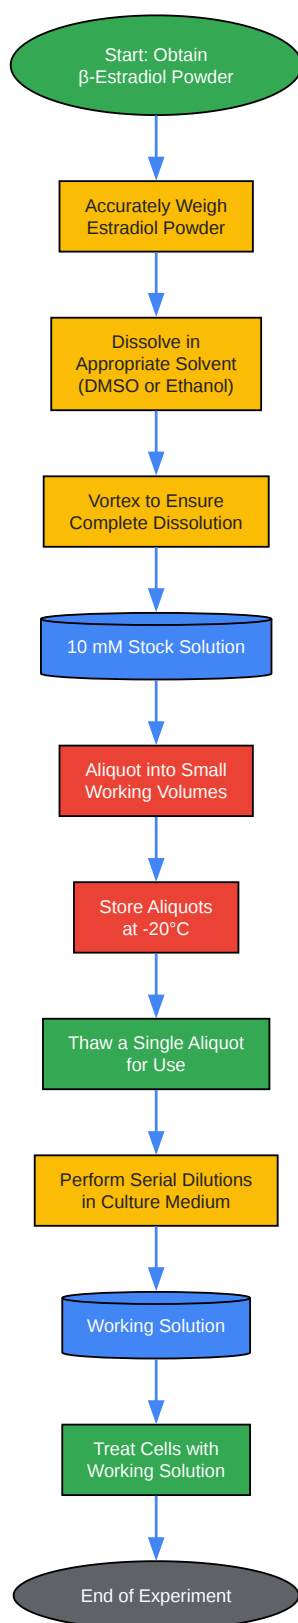 Start: Obtain
β-Estradiol Powder
Accurately Weigh
Estradiol Powder
Dissolve in
Appropriate Solvent
(DMSO or Ethanol)
Vortex to Ensure
Complete Dissolution
10 mM Stock Solution
Aliquot into Small
Working Volumes
Store Aliquots
at -20°C
Thaw a Single Aliquot
for Use
Perform Serial Dilutions
in Culture Medium
Working Solution
Treat Cells with
Working Solution
End of Experiment